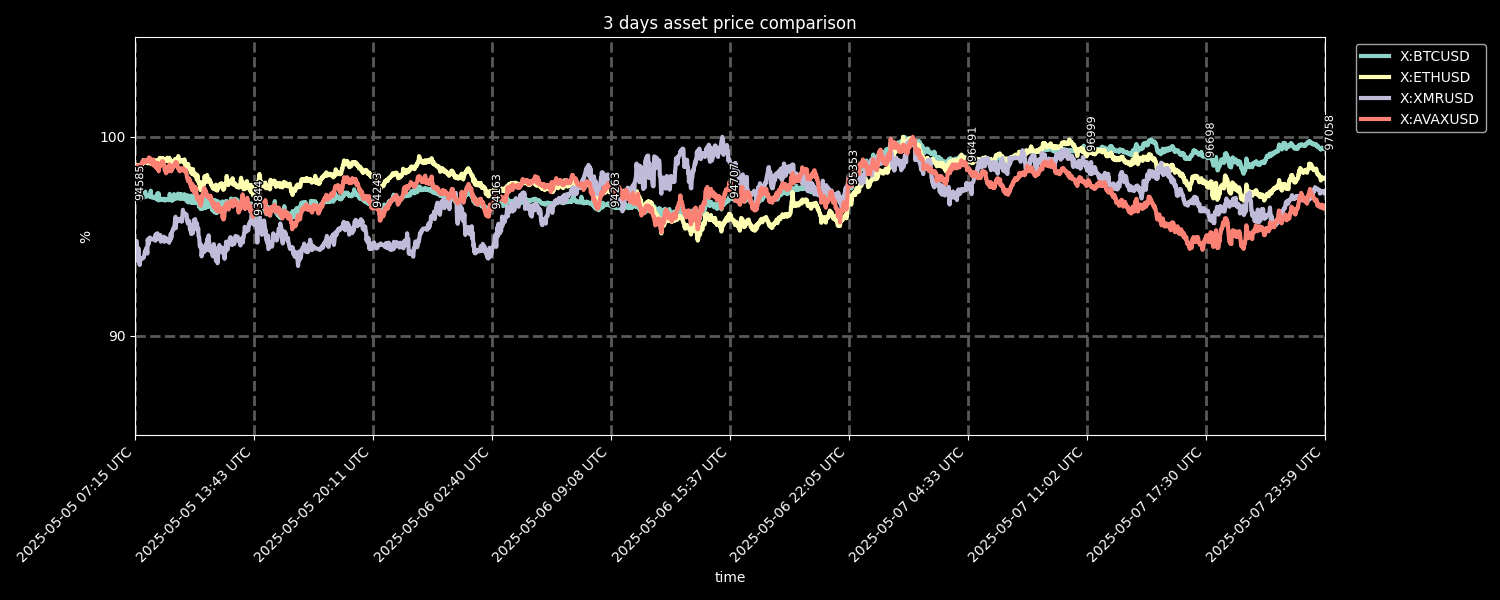 3 days asset price comparison
X:BTCUSD
X:ETHUSD
X:XMRUSD
X:AVAXUSD
100
90
%
94585
94243
94163
94263
94707
95353
96491
96999
96698
97058
2025-05-05 07:15 UTC
2025-05-05 13:43 UTC
2025-05-05 20:11 UTC
2025-05-06 02:40 UTC
2025-05-06 09:08 UTC
2025-05-06 15:37 UTC
2025-05-06 22:05 UTC
2025-05-07 04:33 UTC
2025-05-07 11:02 UTC
2025-05-07 17:30 UTC
2025-05-07 23:59 UTC
time